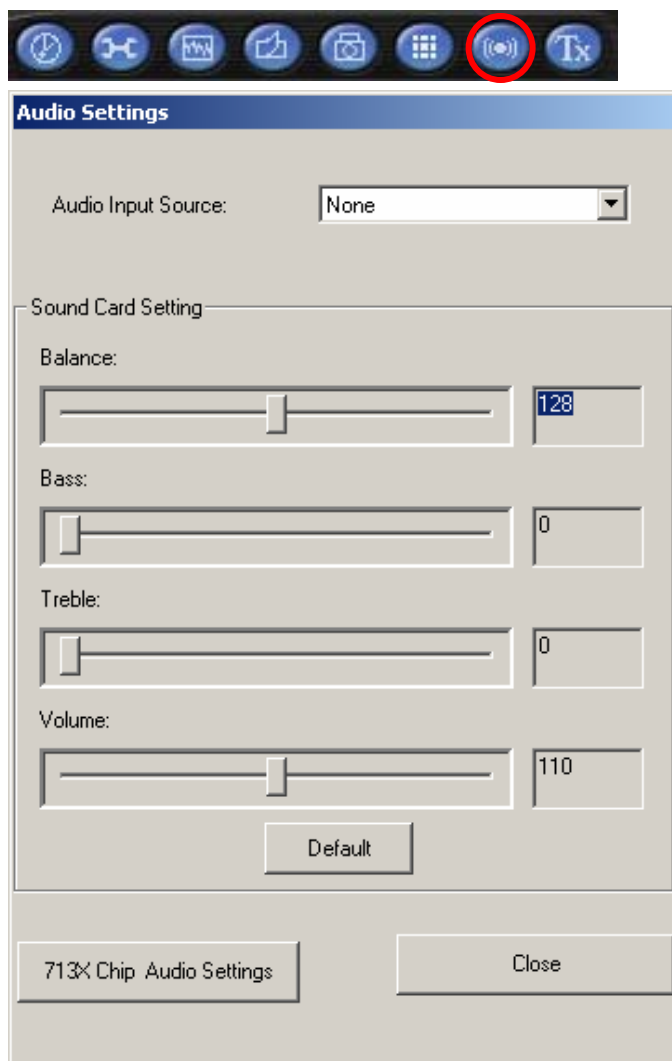 Tx
Audio Settings
Audio Input Source: None
Sound Card Setting
Balance:
128
Bass:
0
Treble:
0
Volume:
110
Default
713X Chip Audio Settings Close